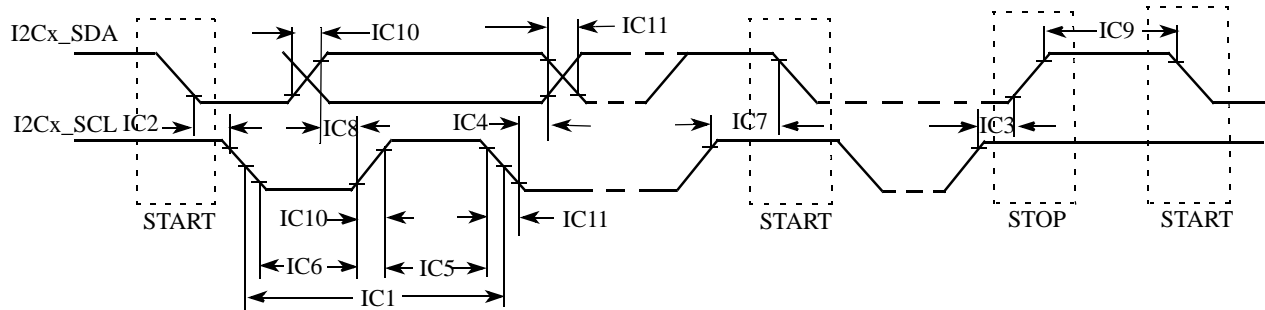 I2Cx_SDA IC10 IC11 IC9
I2Cx_SCL IC2 IC8 IC4 IC7 IC3
START IC10 IC11 START STOP START
IC6 IC5
IC1